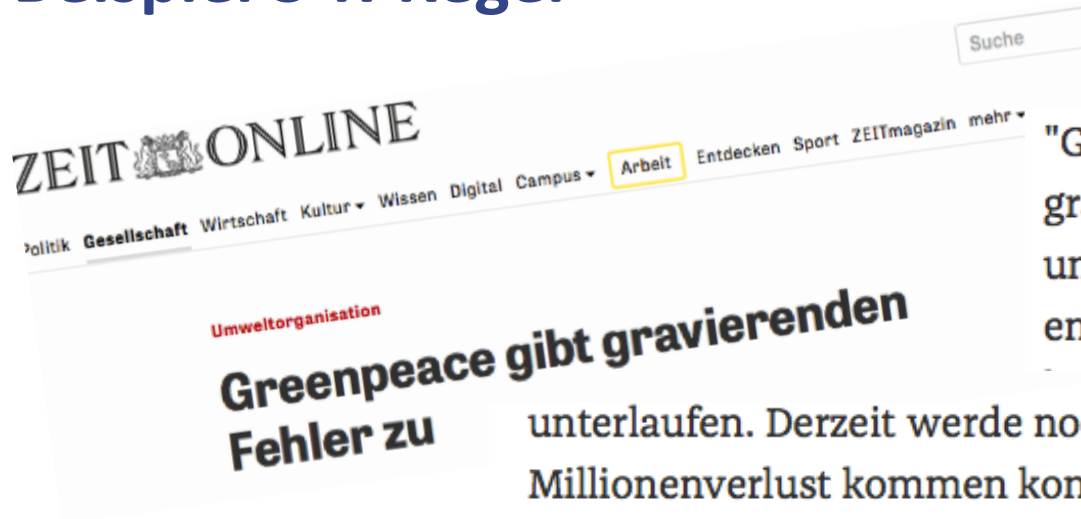 Suche
ZEIT ONLINE
Politik Gesellschaft Wirtschaft Kultur Wissen Digital Campus Arbeit Entdecken Sport ZEITmagazin mehr
Umweltorganisation
Greenpeace gibt gravierenden
Fehler zu
"G
gr
un
en
unterlaufen. Derzeit werde no
Millionenverlust kommen kon